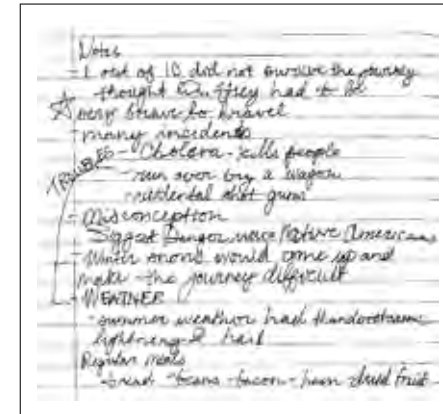 Notes
- 1 out of 10 did not survive the journey
thought they had to be
very brave to travel
- many incidents
TROUBLES - Cholera - kills people
- run over by a wagon
- accidental shot guns
- Misconception
Biggest Danger were Native Americans
- Winter would come up and
make the journey difficult
- WEATHER
- summer weather had thunderstorms
lightning & hail
Regular meals
- bread - beans - bacon - ham - dried fruit